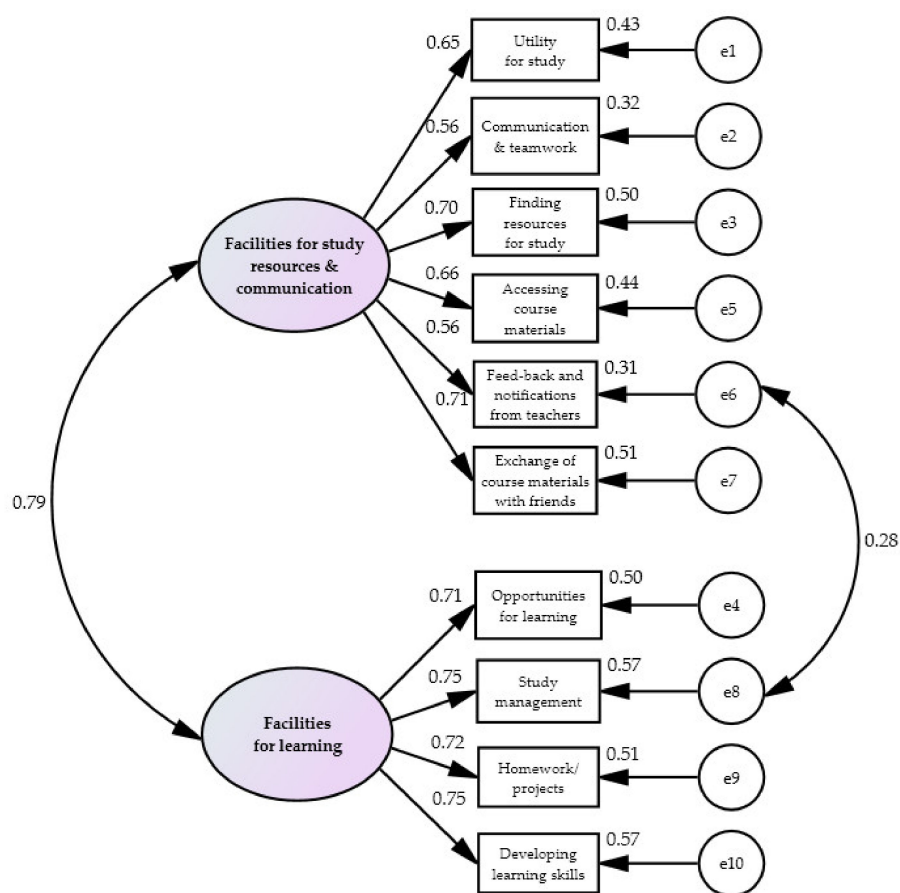 0.65
Utility
for study
0.43
e1
0.56
Communication
& teamwork
0.32
e2
0.70
Finding
resources
for study
0.50
e3
Facilities for study
resources &
communication
0.66
Accessing
course
materials
0.44
e5
0.56
Feed-back and
notifications
from teachers
0.31
e6
0.71
Exchange of
course materials
with friends
0.51
e7
0.79
0.28
0.71
Opportunities
for learning
0.50
e4
0.75
Study
management
0.57
e8
Facilities
for learning
0.72
Homework/
projects
0.51
e9
0.75
Developing
learning skills
0.57
e10